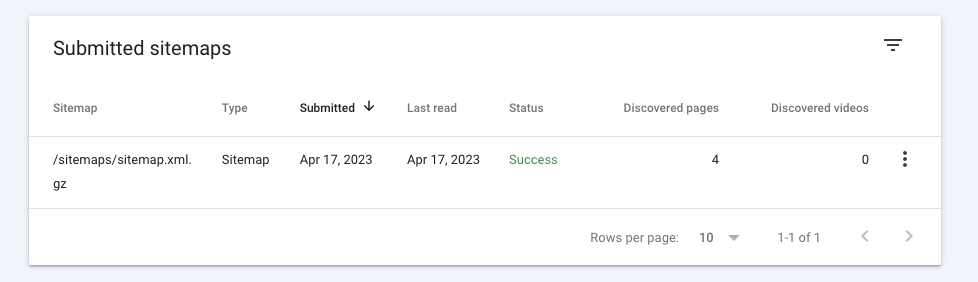 Submitted sitemaps
Sitemap Type Submitted Last read Status Discovered pages Discovered videos
/sitemaps/sitemap.xml. Sitemap Apr 17, 2023 Apr 17, 2023 Success 4 0
gz
Rows per page: 10 1-1 of 1